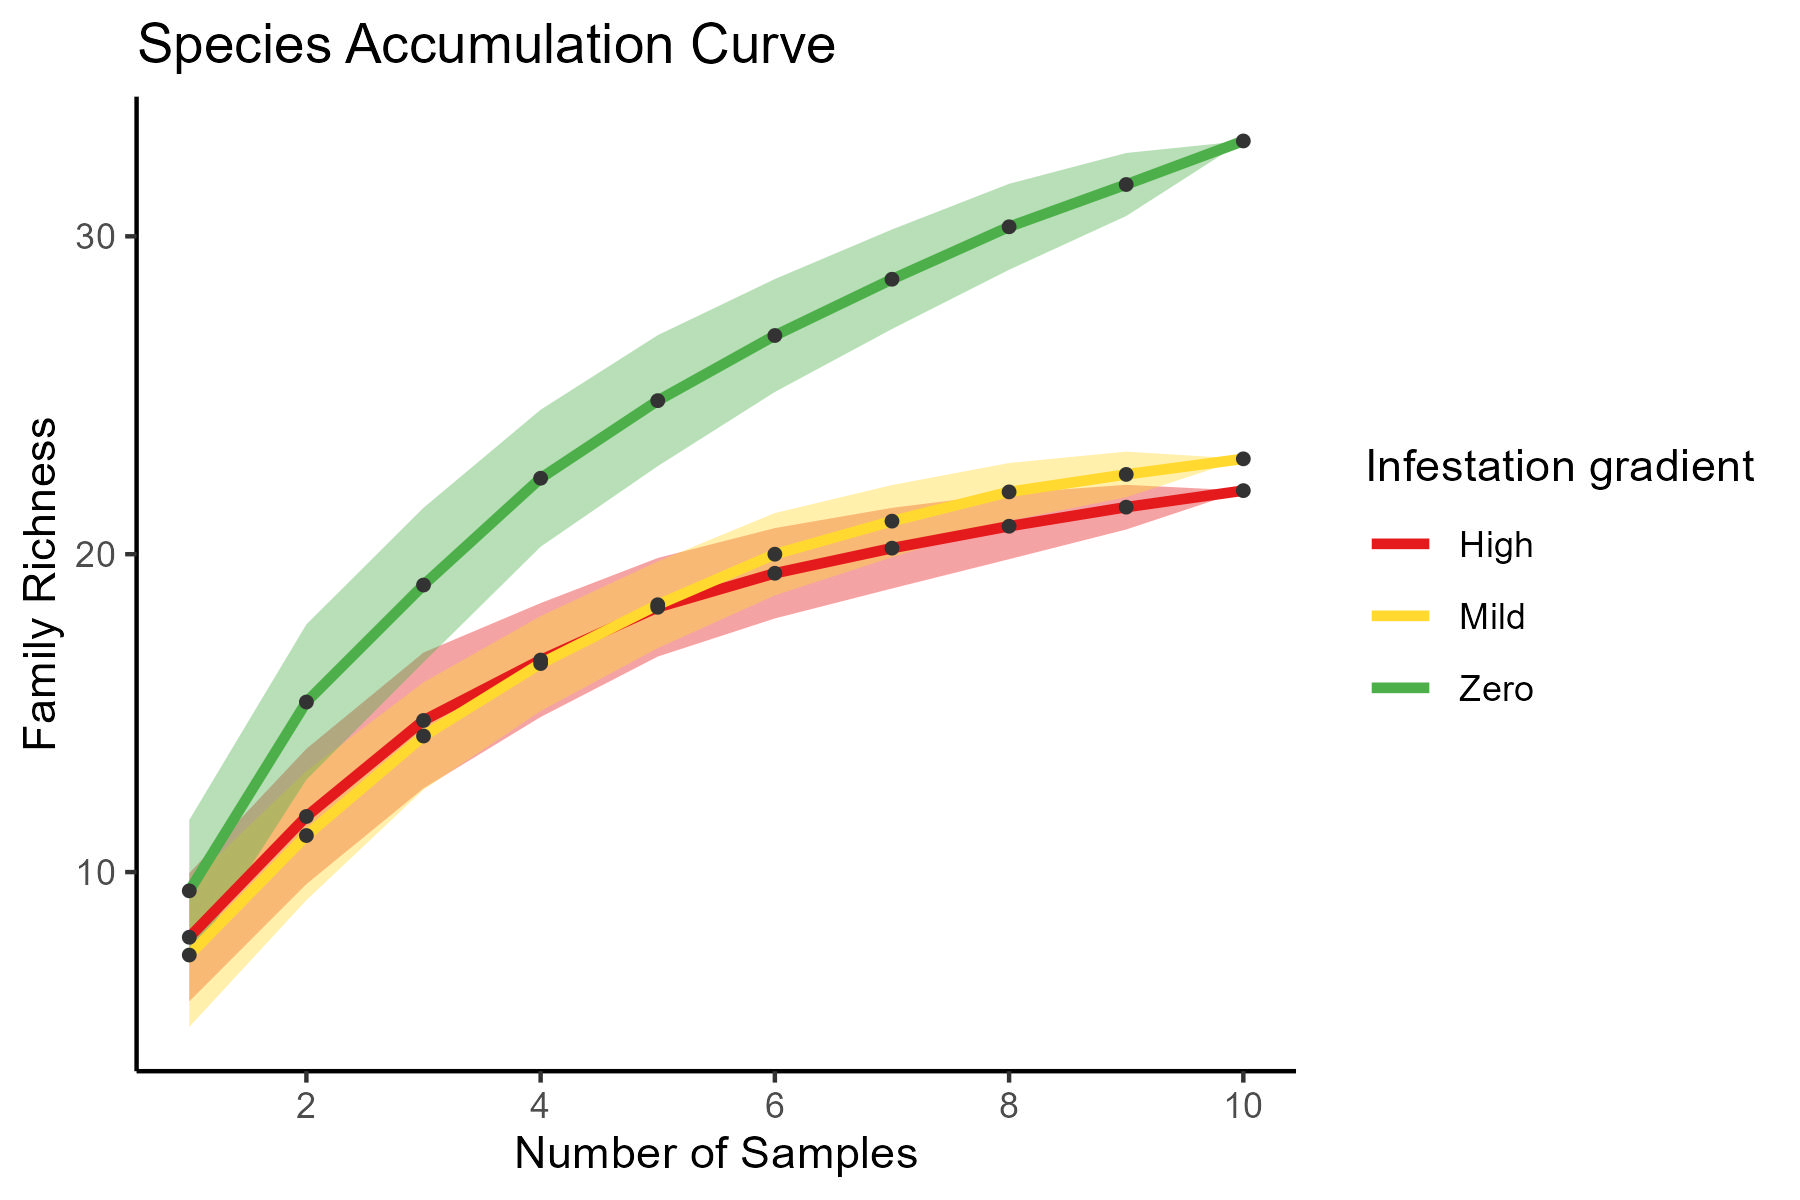 Species Accumulation Curve
30
20
10
Family Richness
2 4 6 8 10
Number of Samples
Infestation gradient
High
Mild
Zero